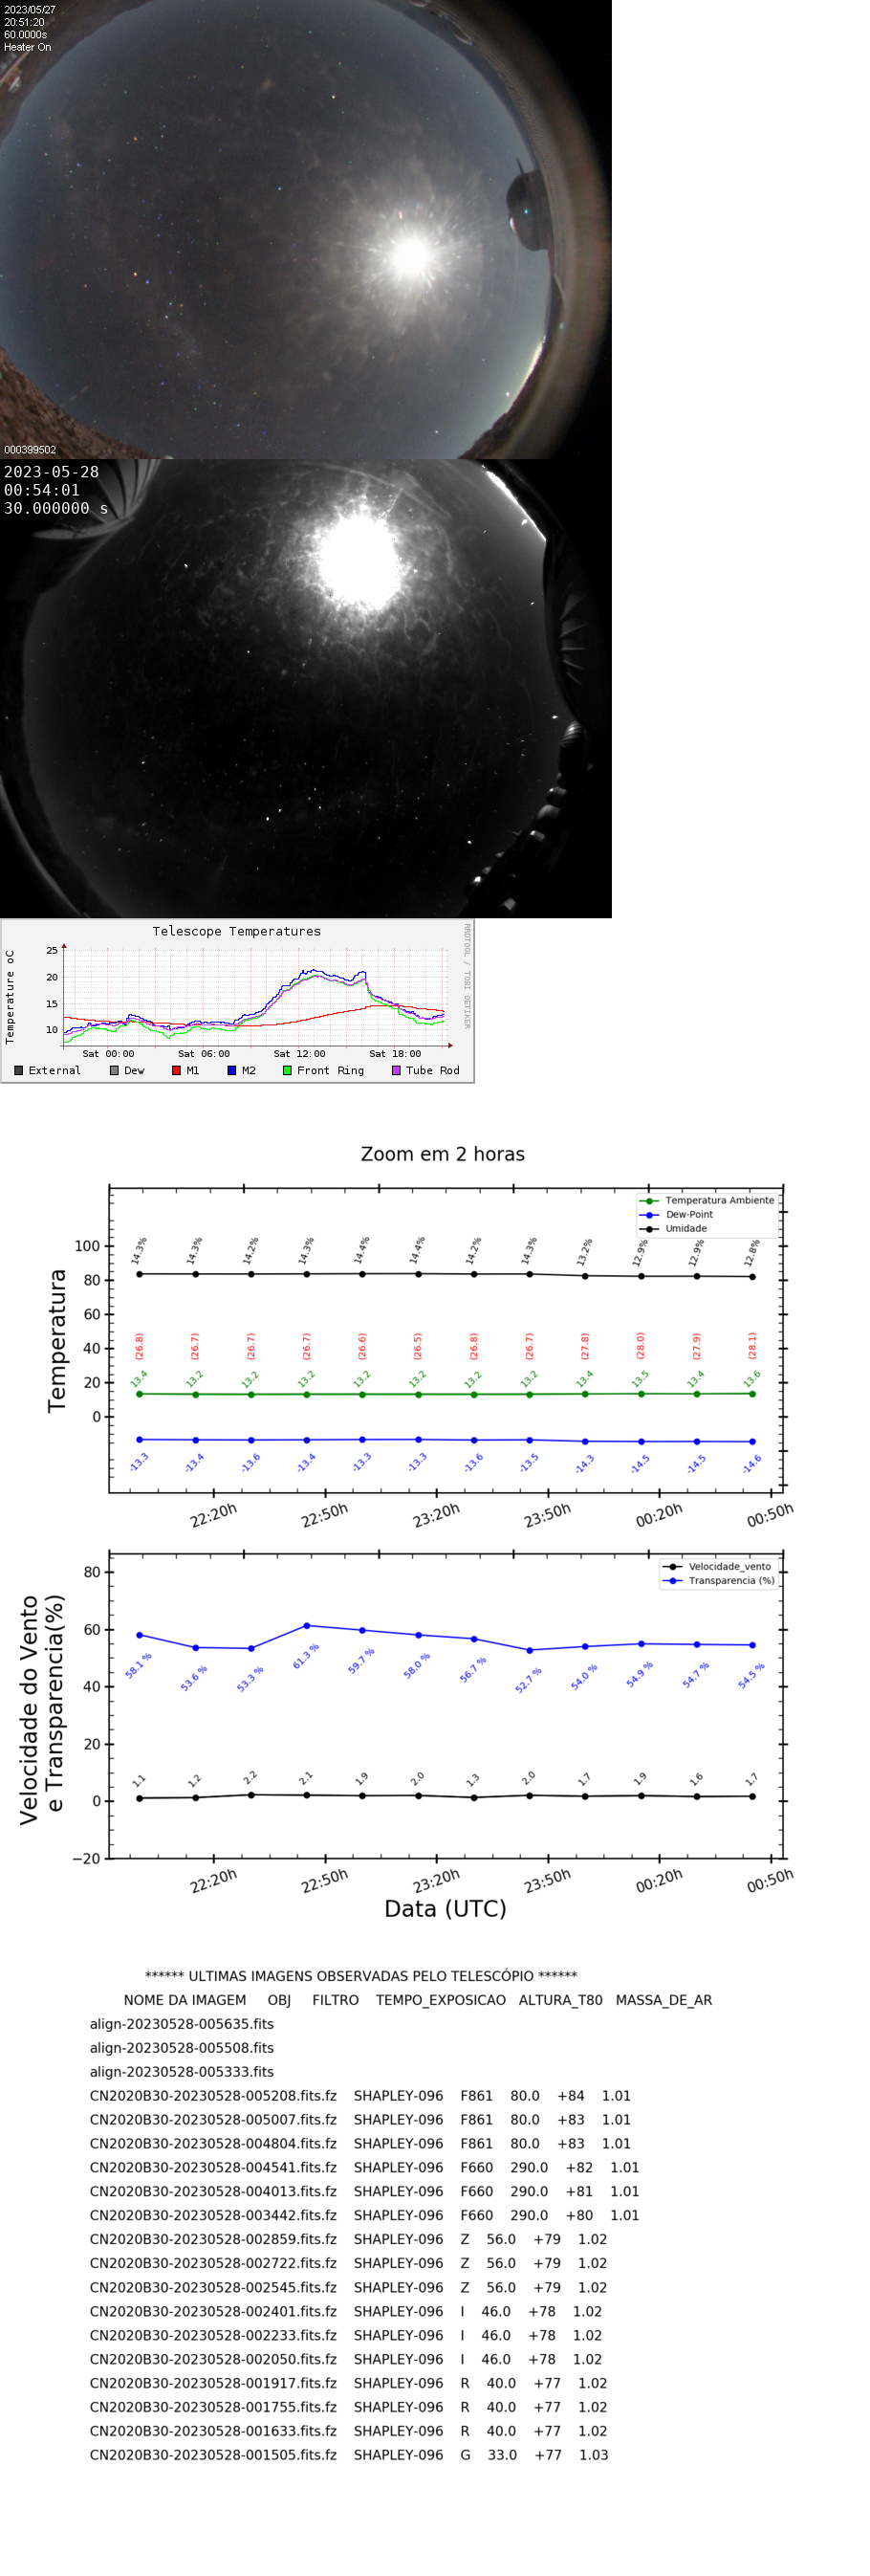 2023/05/27
20:51:20
60.0000s
Heater On
000399502
2023-05-28
00:54:01
30.000000 s
Telescope Temperatures
RRDTOOL / TOBI OETIKER
Temperature oC
25
20
15
10
Sat 00:00 Sat 06:00 Sat 12:00 Sat 18:00
External Dew M1 M2 Front Ring Tube Rod
Zoom em 2 horas
Temperatura Ambiente
Dew-Point
Umidade
Temperatura
100
80
60
40
20
0
14.3% 14.3% 14.2% 14.3% 14.4% 14.4% 14.2% 14.3% 13.2% 12.9% 12.9% 12.8%
(26.8) (26.7) (26.7) (26.7) (26.6) (26.5) (26.8) (26.7) (27.8) (28.0) (27.9) (28.1)
13.4 13.2 13.2 13.2 13.2 13.2 13.2 13.2 13.4 13.5 13.4 13.6
-13.3 -13.4 -13.6 -13.4 -13.3 -13.3 -13.6 -13.5 -14.3 -14.5 -14.5 -14.6
22:20h 22:50h 23:20h 23:50h 00:20h 00:50h
Velocidade_vento
Transparencia (%)
Velocidade do Vento
e Transparencia(%)
80
60
40
20
0
−20
58.1 % 53.6 % 53.3 % 61.3 % 59.7 % 58.0 % 56.7 % 52.7 % 54.0 % 54.9 % 54.7 % 54.5 %
1.1 1.2 2.2 2.1 1.9 2.0 1.3 2.0 1.7 1.9 1.6 1.7
22:20h 22:50h 23:20h 23:50h 00:20h 00:50h
Data (UTC)
****** ULTIMAS IMAGENS OBSERVADAS PELO TELESCÓPIO ******
NOME DA IMAGEM OBJ FILTRO TEMPO_EXPOSICAO ALTURA_T80 MASSA_DE_AR
align-20230528-005635.fits
align-20230528-005508.fits
align-20230528-005333.fits
CN2020B30-20230528-005208.fits.fz SHAPLEY-096 F861 80.0 +84 1.01
CN2020B30-20230528-005007.fits.fz SHAPLEY-096 F861 80.0 +83 1.01
CN2020B30-20230528-004804.fits.fz SHAPLEY-096 F861 80.0 +83 1.01
CN2020B30-20230528-004541.fits.fz SHAPLEY-096 F660 290.0 +82 1.01
CN2020B30-20230528-004013.fits.fz SHAPLEY-096 F660 290.0 +81 1.01
CN2020B30-20230528-003442.fits.fz SHAPLEY-096 F660 290.0 +80 1.01
CN2020B30-20230528-002859.fits.fz SHAPLEY-096 Z 56.0 +79 1.02
CN2020B30-20230528-002722.fits.fz SHAPLEY-096 Z 56.0 +79 1.02
CN2020B30-20230528-002545.fits.fz SHAPLEY-096 Z 56.0 +79 1.02
CN2020B30-20230528-002401.fits.fz SHAPLEY-096 I 46.0 +78 1.02
CN2020B30-20230528-002233.fits.fz SHAPLEY-096 I 46.0 +78 1.02
CN2020B30-20230528-002050.fits.fz SHAPLEY-096 I 46.0 +78 1.02
CN2020B30-20230528-001917.fits.fz SHAPLEY-096 R 40.0 +77 1.02
CN2020B30-20230528-001755.fits.fz SHAPLEY-096 R 40.0 +77 1.02
CN2020B30-20230528-001633.fits.fz SHAPLEY-096 R 40.0 +77 1.02
CN2020B30-20230528-001505.fits.fz SHAPLEY-096 G 33.0 +77 1.03